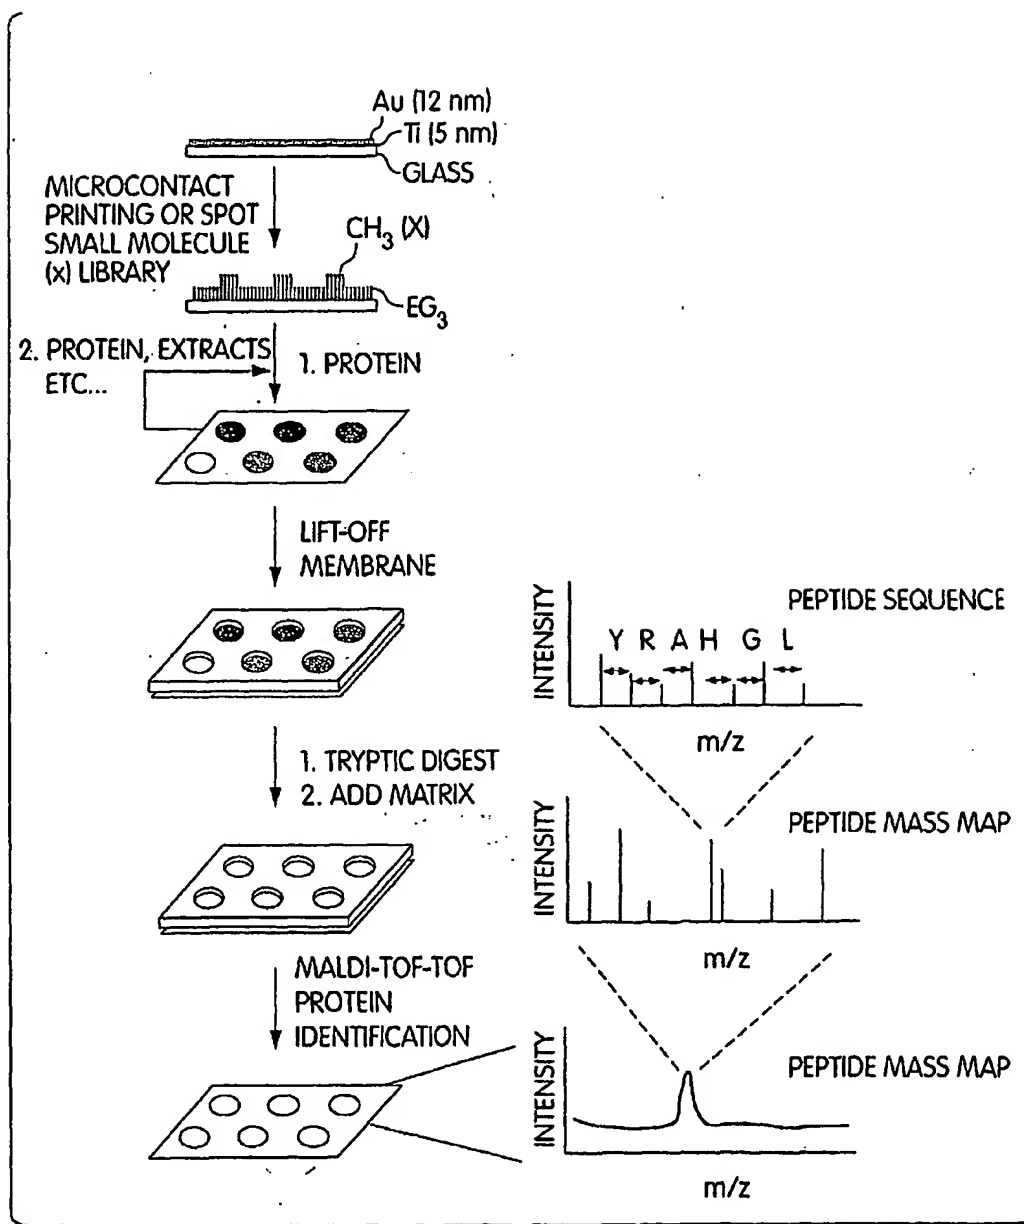 Au (12 nm)
Ti (5 nm)
GLASS
MICROCONTACT
PRINTING OR SPOT
SMALL MOLECULE
(x) LIBRARY
CH3 (X)
EG3
2. PROTEIN, EXTRACTS
ETC...
1. PROTEIN
LIFT-OFF
MEMBRANE
1. TRYPTIC DIGEST
2. ADD MATRIX
MALDI-TOF-TOF
PROTEIN
IDENTIFICATION
PEPTIDE SEQUENCE
INTENSITY
Y R A H G L
m/z
PEPTIDE MASS MAP
INTENSITY
m/z
PEPTIDE MASS MAP
INTENSITY
m/z